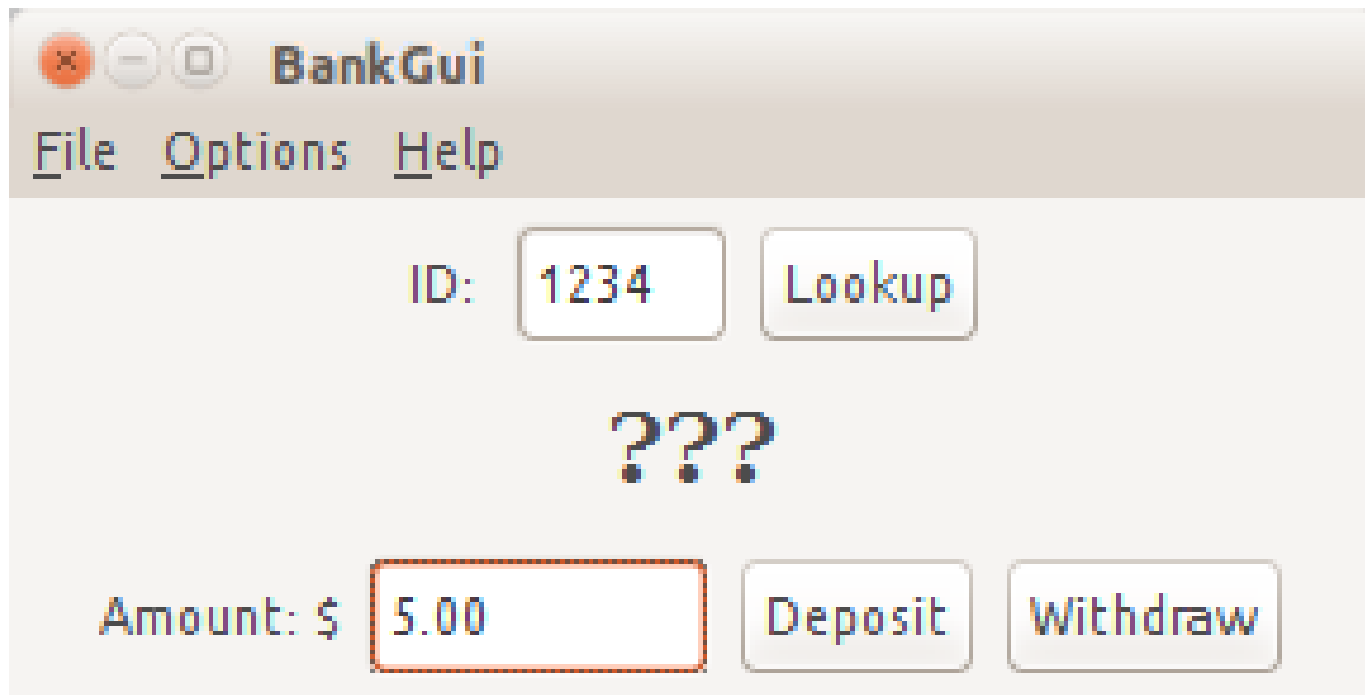 BankGui
File Options Help
ID: 1234 Lookup
???
Amount: $ 5.00 Deposit Withdraw